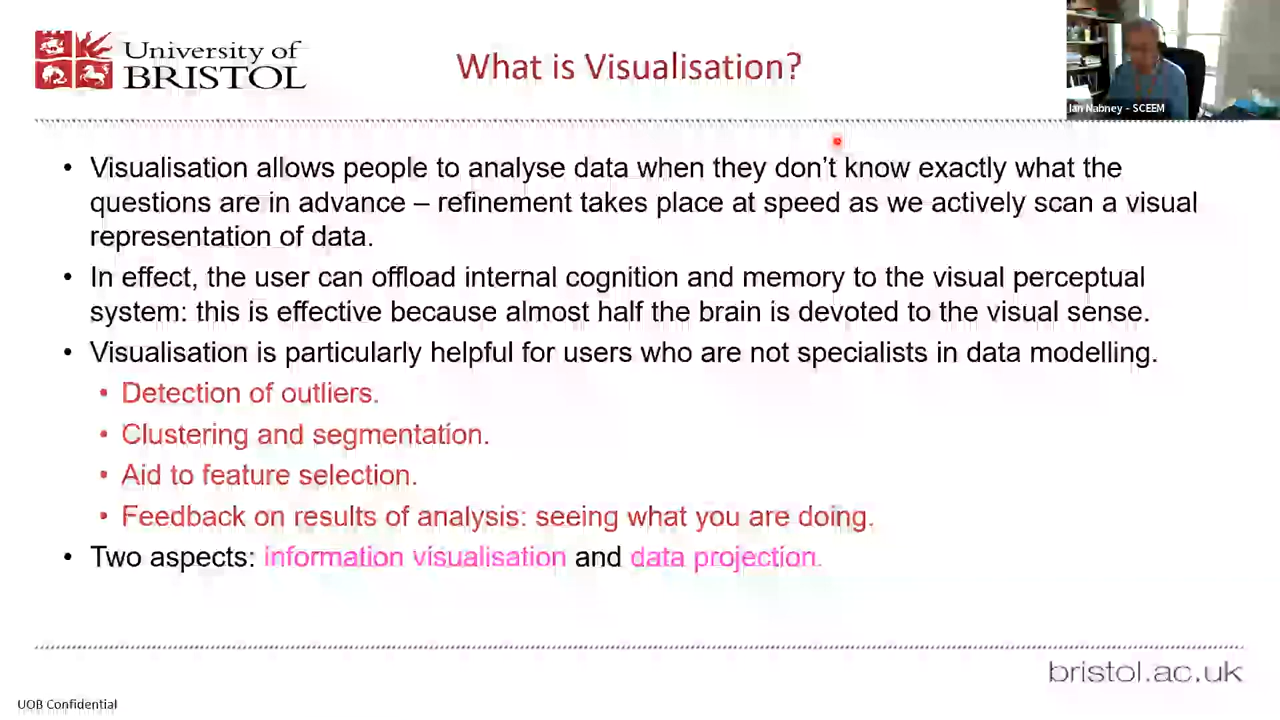 University of
BRISTOL
What is Visualisation?
Ian Nabney - SCEEM
• Visualisation allows people to analyse data when they don't know exactly what the
questions are in advance – refinement takes place at speed as we actively scan a visual
representation of data.
• In effect, the user can offload internal cognition and memory to the visual perceptual
system: this is effective because almost half the brain is devoted to the visual sense.
• Visualisation is particularly helpful for users who are not specialists in data modelling.
• Detection of outliers.
• Clustering and segmentation.
• Aid to feature selection.
• Feedback on results of analysis: seeing what you are doing.
• Two aspects: information visualisation and data projection.
bristol.ac.uk
UOB Confidential